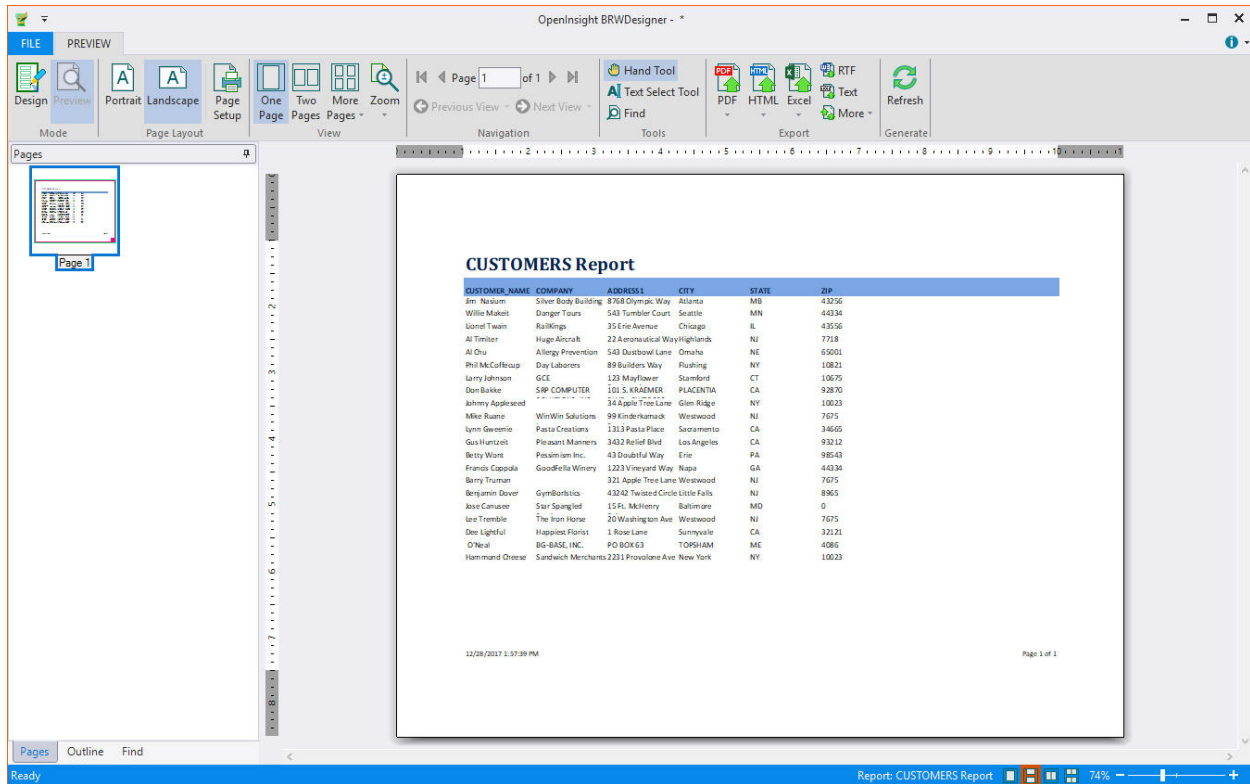 OpenInsight BRWDesigner - *
FILE PREVIEW
Design Preview Portrait Landscape Page Setup One Page Two Pages More Pages Zoom
Page 1 of 1
Previous View Next View
Hand Tool
Text Select Tool
Find
PDF HTML Excel RTF
Text
More
Refresh
Mode Page Layout View Navigation Tools Export Generate
Pages
Page 1
CUSTOMERS Report
CUSTOMER_NAME COMPANY ADDRESS1 CITY STATE ZIP
Jim Nasium Silver Body Building 8768 Olympic Way Atlanta MB 43256
Willie Makeit Danger Tours 543 Tumbler Court Seattle MN 44334
Lionel Twain RailKings 35 Erie Avenue Chicago IL 43556
Al Timiter Huge Aircraft 22 Aeronautical Way Highlands NJ 7718
Al Chu Allergy Prevention 543 Dustbowl Lane Omaha NE 65001
Phil McCoffecup Day Laborers 89 Builders Way Flushing NY 10821
Larry Johnson GCE 123 Mayflower Stamford CT 10675
Don Bakke SRP COMPUTER 101 S. KRAEMER PLACENTIA CA 92870
Johnny Appleseed 34 Apple Tree Lane Glen Ridge NY 10023
Mike Ruane WinWin Solutions 99 Kinderkamack Westwood NJ 7675
Lynn Gweenie Pasta Creations 1313 Pasta Place Sacramento CA 34665
Gus Huntzeit Pleasant Manners 3432 Relief Blvd Los Angeles CA 93212
Betty Wont Pessimism Inc. 43 Doubtful Way Erie PA 98543
Francis Coppola GoodFella Winery 1223 Vineyard Way Napa GA 44334
Barry Truman 321 Apple Tree Lane Westwood NJ 7675
Benjamin Dover GymBoristics 43242 Twisted Circle Little Falls NJ 8965
Jose Canusee Star Spangled 15 Ft. McHenry Baltimore MD 0
Lee Tremble The Iron Horse 20 Washington Ave Westwood NJ 7675
Dee Lightful Happiest Florist 1 Rose Lane Sunnyvale CA 32121
O'Neal BG-BASE, INC. PO BOX 63 TOPSHAM ME 4086
Hammond Cheese Sandwich Merchants 2231 Provolone Ave New York NY 10023
12/28/2017 1:57:39 PM Page 1 of 1
Pages Outline Find
Ready Report: CUSTOMERS Report 74%